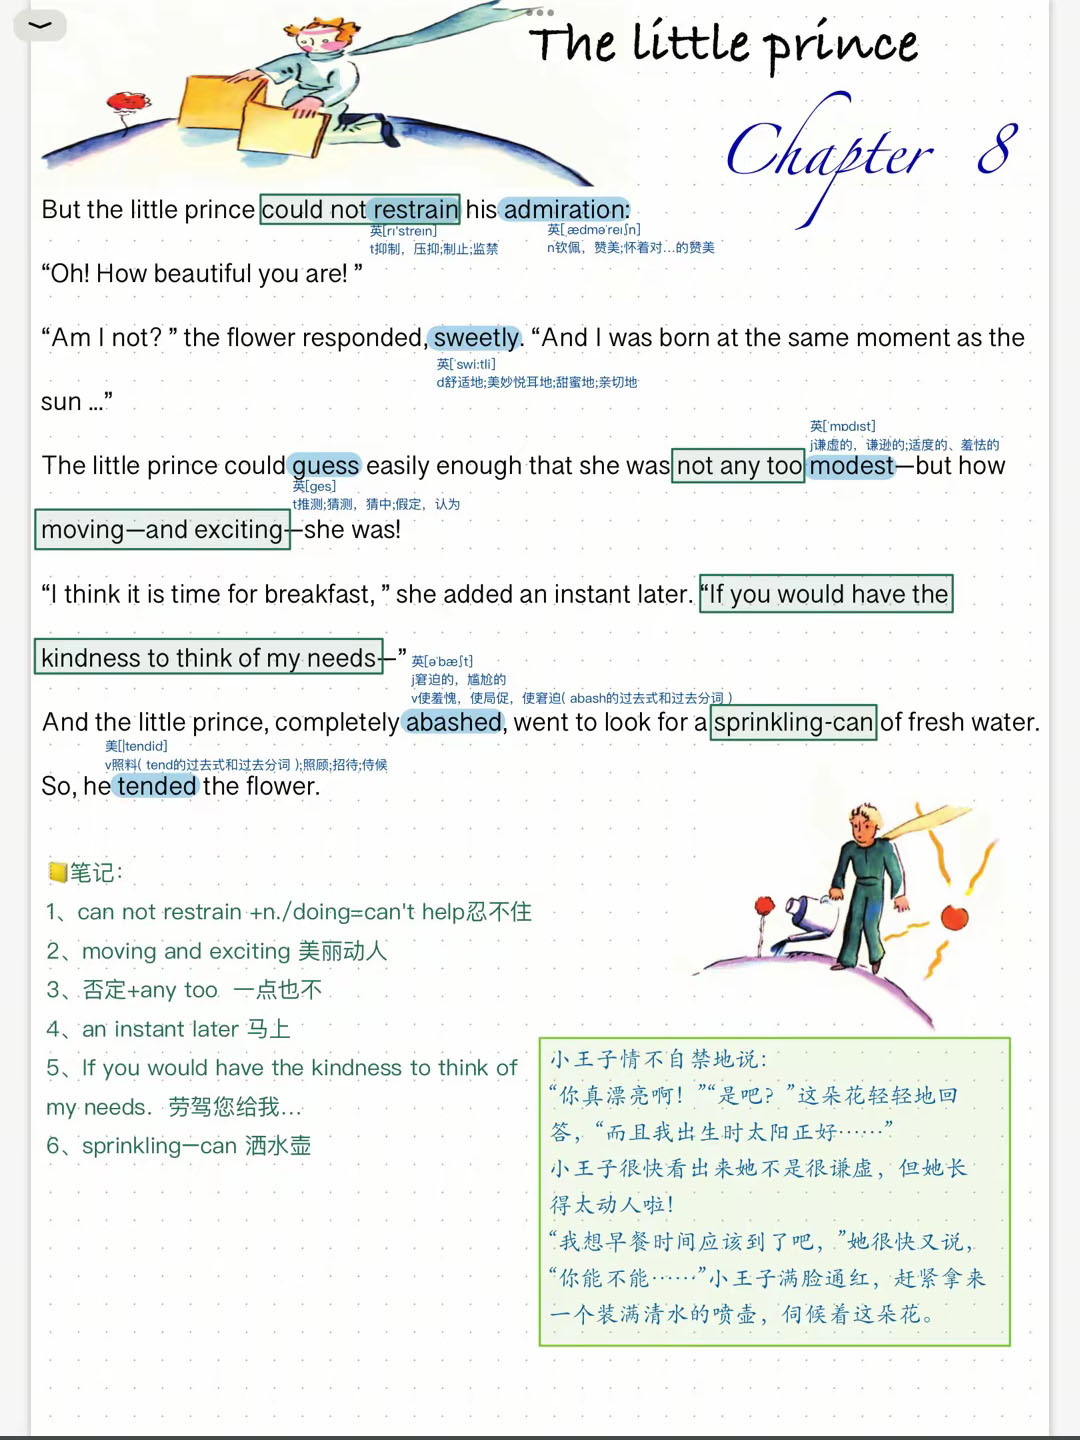 The little prince
Chapter 8
But the little prince could not restrain his admiration:
英[rɪ'streɪn]
t抑制，压抑;制止;监禁
英[ˌædməˈreɪʃn]
n钦佩，赞美;怀着对...的赞美
“Oh! How beautiful you are! ”
“Am I not? ” the flower responded, sweetly. “And I was born at the same moment as the
英[ˈswiːtli]
d舒适地;美妙悦耳地;甜蜜地;亲切地
sun ...”
英[ˈmɒdɪst]
j谦虚的，谦逊的;适度的、羞怯的
The little prince could guess easily enough that she was not any too modest—but how
英[ges]
t推测;猜测，猜中;假定，认为
moving—and exciting—she was!
“I think it is time for breakfast, ” she added an instant later. “If you would have the
kindness to think of my needs—”
英[əˈbæʃt]
j窘迫的，尴尬的
v使羞愧，使局促，使窘迫( abash的过去式和过去分词 )
And the little prince, completely abashed, went to look for a sprinkling-can of fresh water.
美[|tendid]
v照料( tend的过去式和过去分词 );照顾;招待;侍候
So, he tended the flower.
📒笔记：
1、can not restrain +n./doing=can't help忍不住
2、moving and exciting 美丽动人
3、否定+any too  一点也不
4、an instant later 马上
5、If you would have the kindness to think of
my needs.  劳驾您给我...
6、sprinkling—can 洒水壶
小王子情不自禁地说：
“你真漂亮啊！”“是吧？”这朵花轻轻地回
答，“而且我出生时太阳正好……”
小王子很快看出来她不是很谦虚，但她长
得太动人啦！
“我想早餐时间应该到了吧，”她很快又说，
“你能不能……”小王子满脸通红，赶紧拿来
一个装满清水的喷壶，伺候着这朵花。